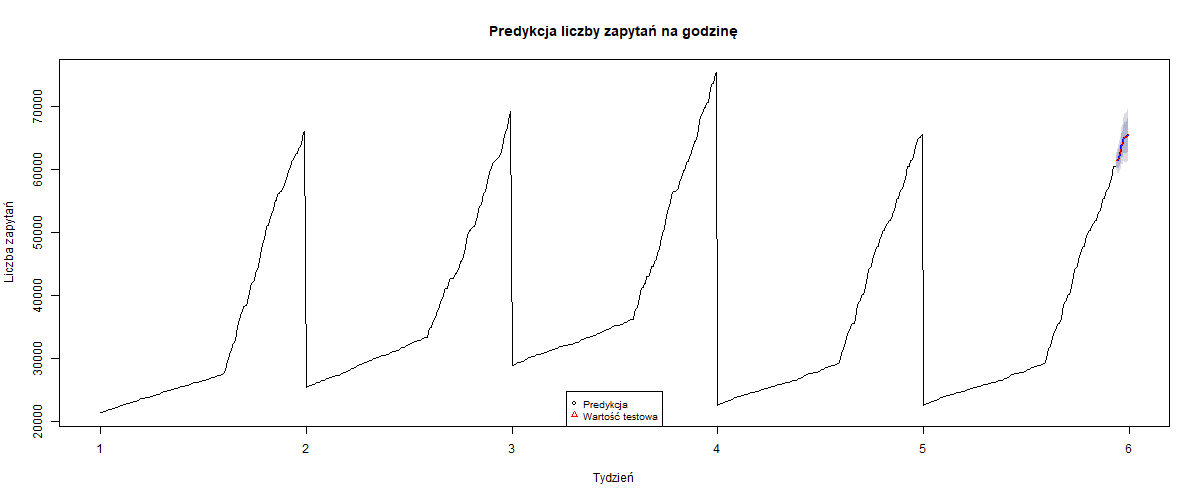 Predykcja liczby zapytań na godzinę
Liczba zapytań
70000
60000
50000
40000
30000
20000
Predykcja
Wartość testowa
1 2 3 4 5 6
Tydzień